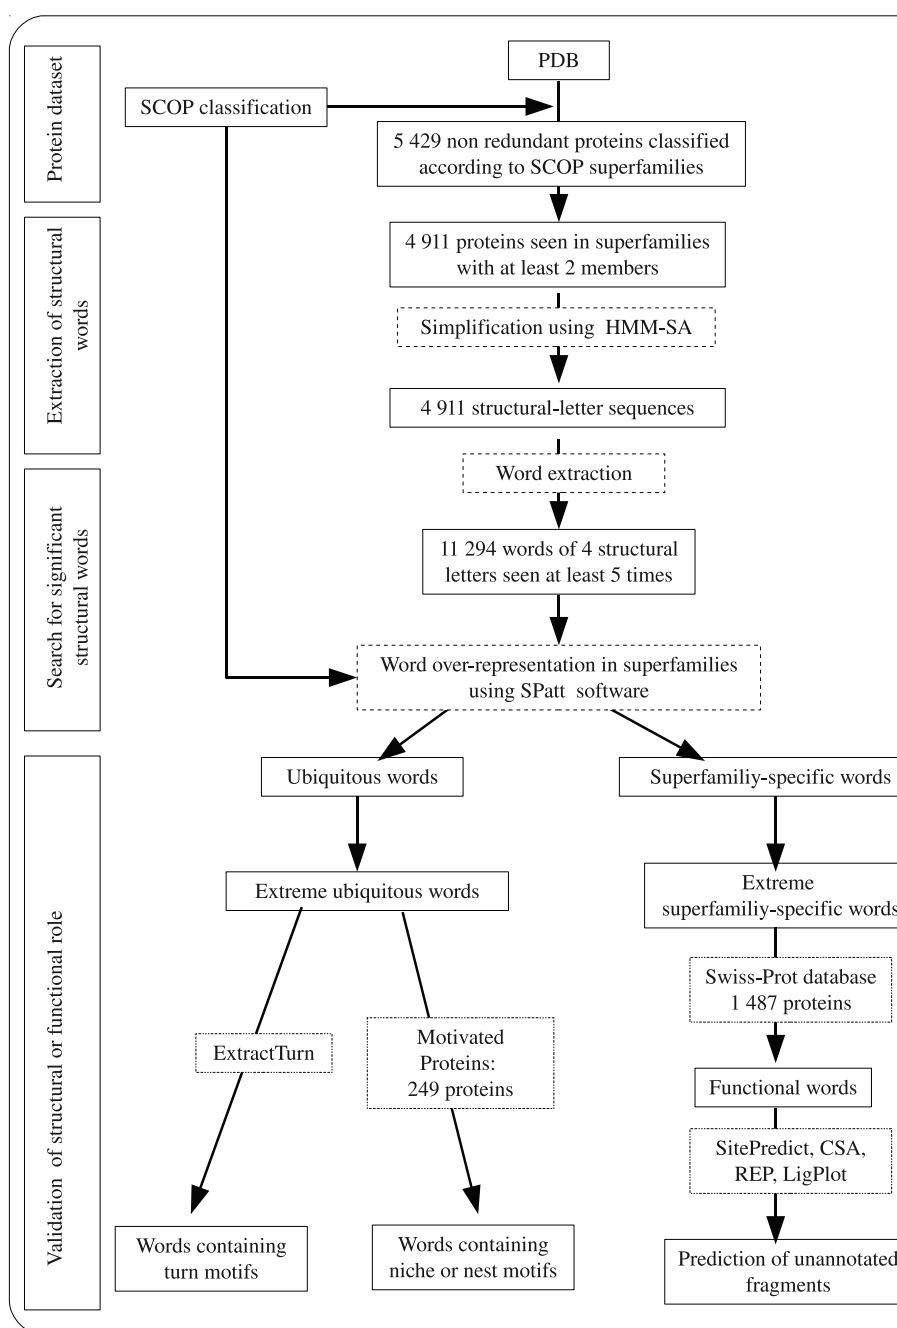 Protein dataset
PDB
SCOP classification
5 429 non redundant proteins classified
according to SCOP superfamilies
Extraction of structural
words
4 911 proteins seen in superfamilies
with at least 2 members
Simplification using HMM-SA
4 911 structural-letter sequences
Word extraction
Search for significant
structural words
11 294 words of 4 structural
letters seen at least 5 times
Word over-representation in superfamilies
using SPatt software
Validation of structural or functional role
Ubiquitous words
Superfamiliy-specific words
Extreme ubiquitous words
Extreme
superfamiliy-specific words
Swiss-Prot database
1 487 proteins
ExtractTurn
Motivated
Proteins:
249 proteins
Functional words
SitePredict, CSA,
REP, LigPlot
Words containing
turn motifs
Words containing
niche or nest motifs
Prediction of unannotated
fragments